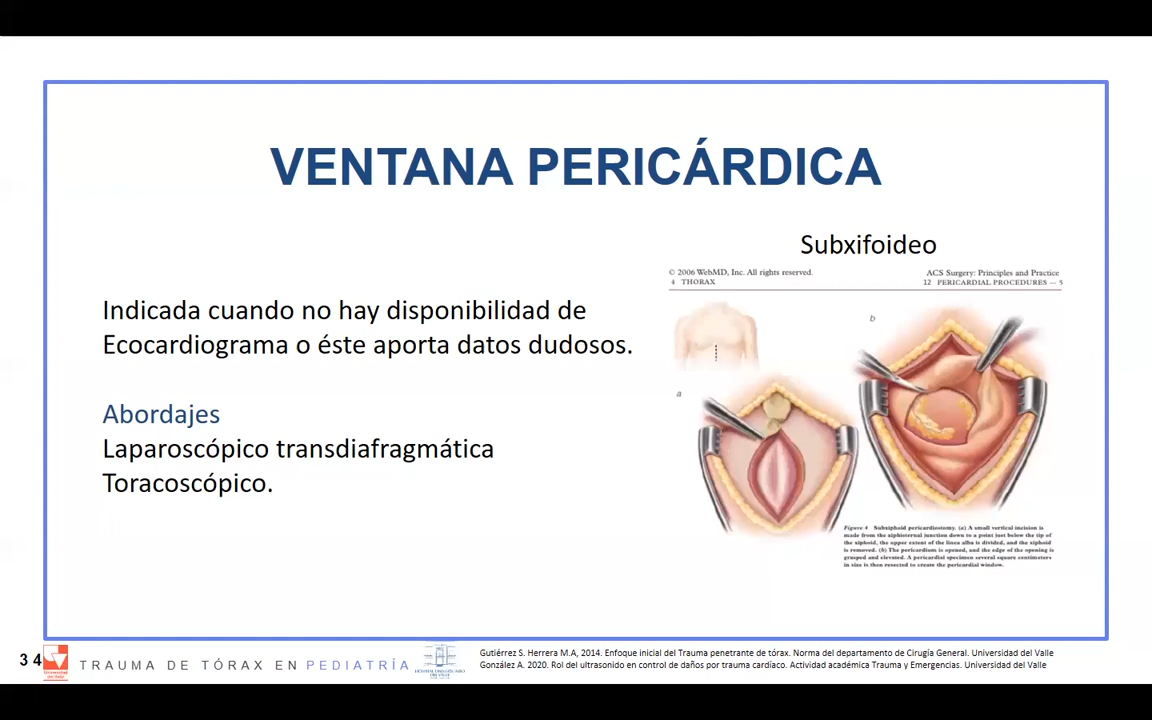 VENTANA PERICÁRDICA
Subxifoideo
© 2006 WebMD, Inc. All rights reserved.
ACS Surgery: Principles and Practice
4 THORAX
12 PERICARDIAL PROCEDURES — 5
Indicada cuando no hay disponibilidad de
Ecocardiograma o éste aporta datos dudosos.
Abordajes
Laparoscópico transdiafragmática
Toracoscópico.
a
b
Figure 4 Subxiphoid pericardiostomy. (a) A small vertical incision is
made from the xiphisternal junction down to a point just below the tip of
the xiphoid, the upper extent of the linea alba is divided, and the xiphoid
is removed. (b) The pericardium is opened, and the edge of the opening is
grasped and elevated. A pericardial specimen several square centimeters
in size is then resected to create the pericardial window.
34
TRAUMA DE TÓRAX EN PEDIATRÍA
Gutiérrez S. Herrera M.A, 2014. Enfoque inicial del Trauma penetrante de tórax. Norma del departamento de Cirugía General. Universidad del Valle
González A. 2020. Rol del ultrasonido en control de daños por trauma cardíaco. Actividad académica Trauma y Emergencias. Universidad del Valle